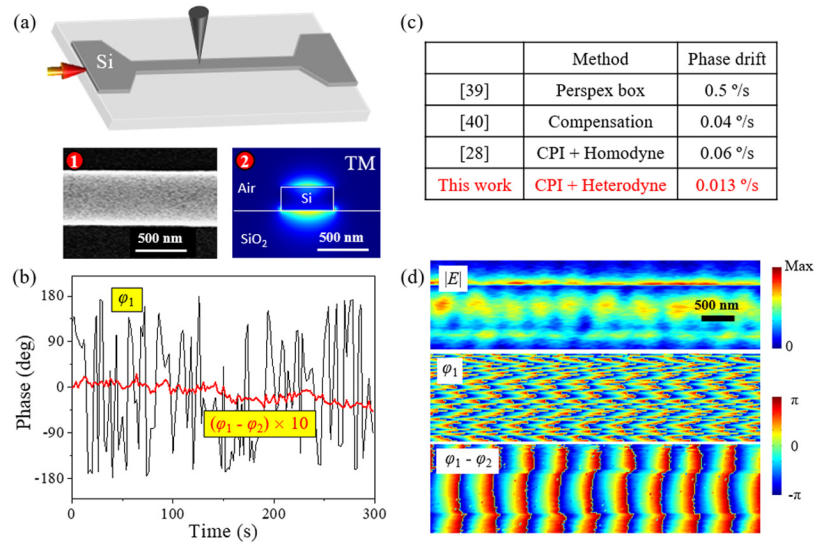 (a)
Si
1
500 nm
2
TM
Air
Si
SiO₂
500 nm
(b)
φ₁
(φ₁ - φ₂) × 10
Phase (deg)
180
90
0
-90
-180
0
100
200
300
Time (s)
(c)
Method Phase drift
[39] Perspex box 0.5 º/s
[40] Compensation 0.04 º/s
[28] CPI + Homodyne 0.06 º/s
This work CPI + Heterodyne 0.013 º/s
(d)
|E|
500 nm
Max
0
φ₁
φ₁ - φ₂
π
0
-π